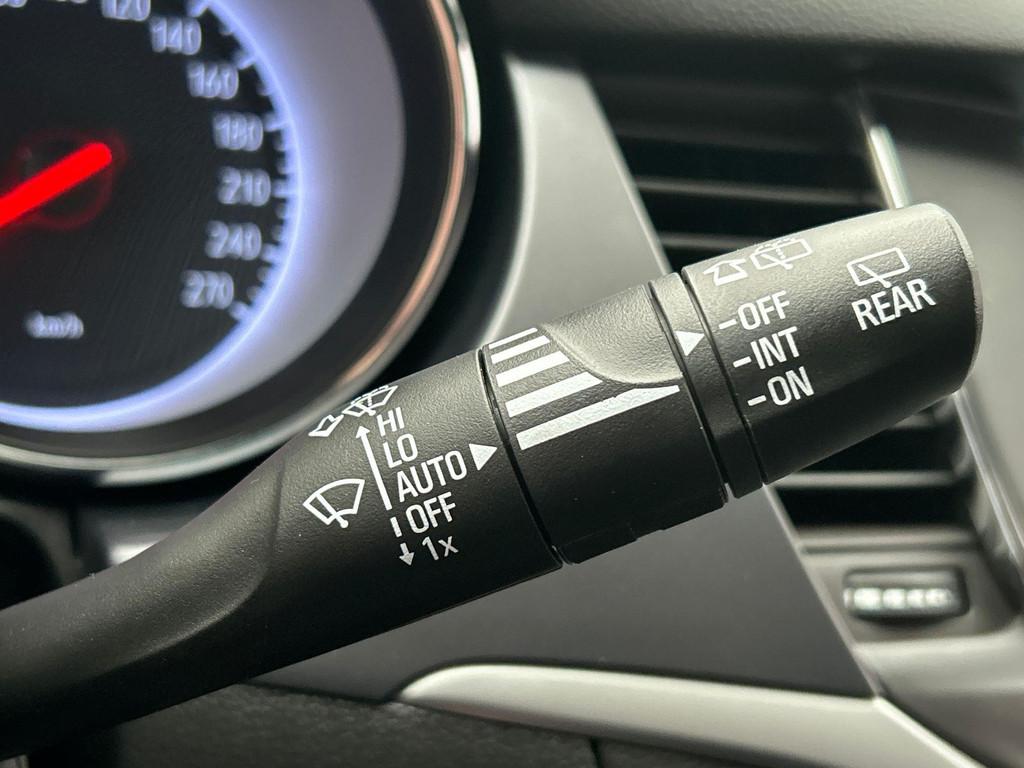 120
140
160
180
210
240
270
km/h
HI
LO
AUTO
OFF
1x
-OFF
-INT
-ON
REAR